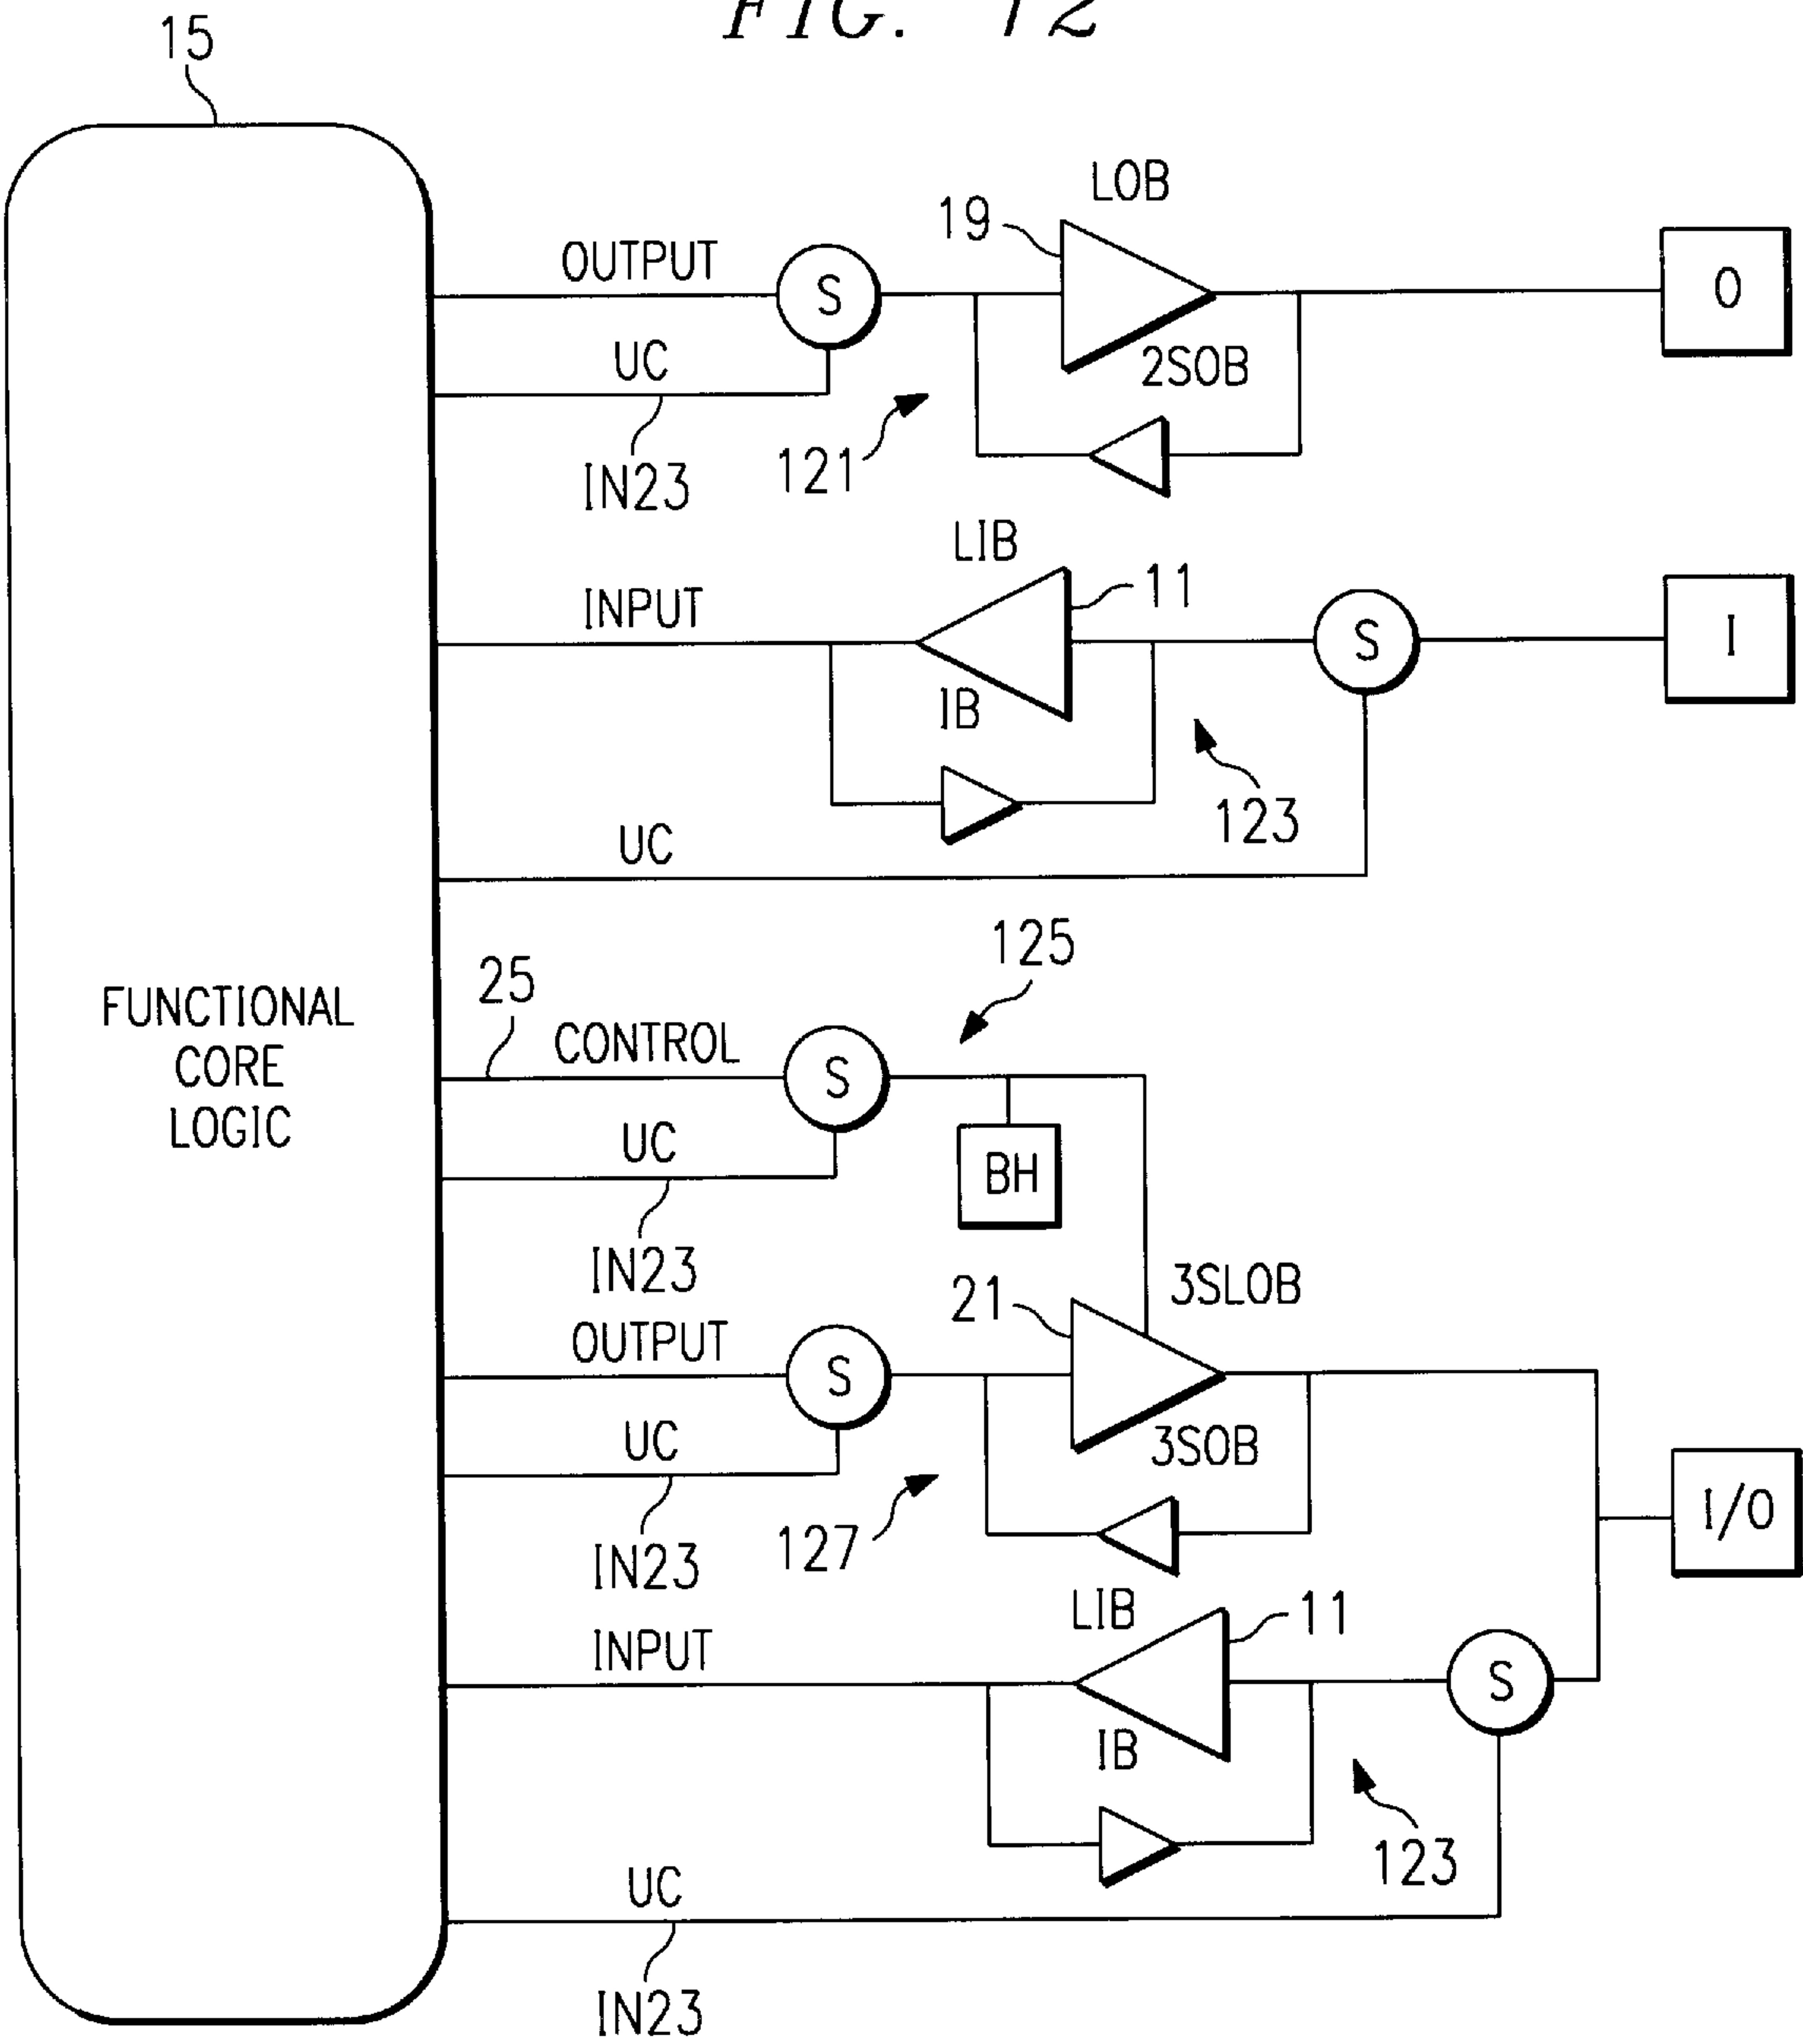 FIG. 12
15
LOB
19
OUTPUT
S
O
UC
2SOB
121
IN23
LIB
11
INPUT
S
I
IB
123
UC
125
25
CONTROL
S
FUNCTIONAL
CORE
LOGIC
UC
BH
IN23
3SLOB
21
OUTPUT
S
UC
3SOB
I/O
127
IN23
LIB
11
INPUT
S
IB
123
UC
IN23